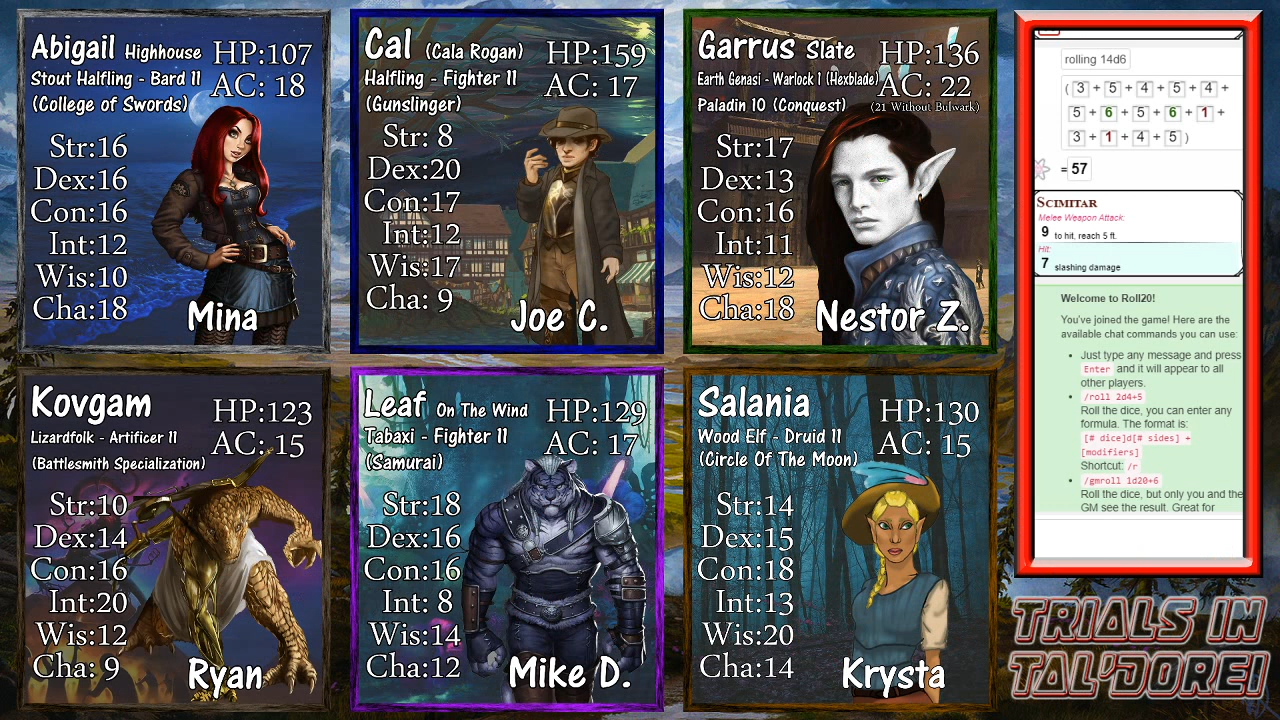 Abigail Highhouse HP:107
Stout Halfling - Bard 11 AC: 18
(College of Swords)
Str:16
Dex:16
Con:16
Int:12
Wis:10
Cha:18
Mina
Cal (Cala Rogan) HP:159
Halfling - Fighter 11 AC: 17
(Gunslinger)
Str: 8
Dex:20
Con:17
Int:12
Wis:17
Cha: 9
Joe C.
Garrus Slate HP:136
Earth Genasi - Warlock 1 (Hexblade) AC: 22
Paladin 10 (Conquest) (21 Without Bulwark)
Str:17
Dex:13
Con:16
Int:11
Wis:12
Cha:18
Nestor Z.
Kovgam HP:123
Lizardfolk - Artificer 11 AC: 15
(Battlesmith Specialization)
Str:10
Dex:14
Con:16
Int:20
Wis:12
Cha: 9
Ryan
Leaf On The Wind HP:129
Tabaxi - Fighter 11 AC: 17
(Samurai)
Str:18
Dex:16
Con:16
Int: 8
Wis:14
Cha:12
Mike D.
Salania HP:130
Wood Elf - Druid 11 AC: 15
(Circle Of The Moon)
Str:14
Dex:15
Con:18
Int:13
Wis:20
Cha:14
Krysta
rolling 14d6
( 3 + 5 + 4 + 5 + 4 +
5 + 6 + 5 + 6 + 1 +
3 + 1 + 4 + 5 )
= 57
Scimitar
Melee Weapon Attack:
9 to hit, reach 5 ft.
Hit:
7 slashing damage
Welcome to Roll20!
You've joined the game! Here are the
available chat commands you can use:
• Just type any message and press
Enter and it will appear to all
other players.
• /roll 2d4+5
Roll the dice, you can enter any
formula. The format is:
[# dice]d[# sides] +
[modifiers]
Shortcut: /r
• /gmroll 1d20+6
Roll the dice, but only you and the
GM see the result. Great for
TRIALS IN
TAL'DOREI